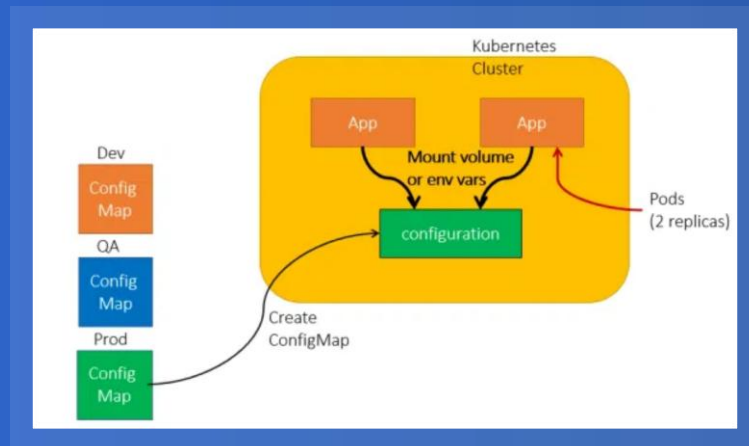 Kubernetes
Cluster
App
App
Mount volume
or env vars
configuration
Pods
(2 replicas)
Dev
Config
Map
QA
Config
Map
Prod
Config
Map
Create
ConfigMap